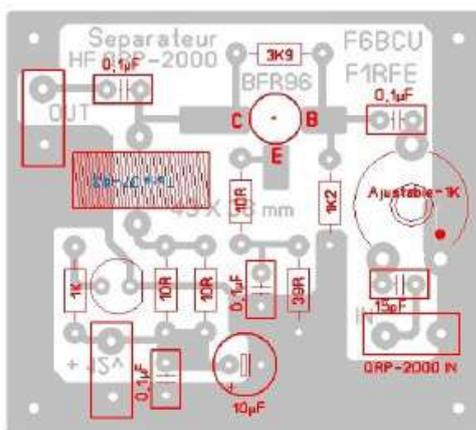 Separateur
HF QRP-2000
F6BCU
F1RFE
0,1µF
3K9
BFR96
0,1µF
OUT
C
B
E
Ajustable-1K
10R
1K2
mm
1K
10R
10R
0,1µF
39R
15pF
IN
+ 12V
0,1µF
10µF
QRP-2000 IN